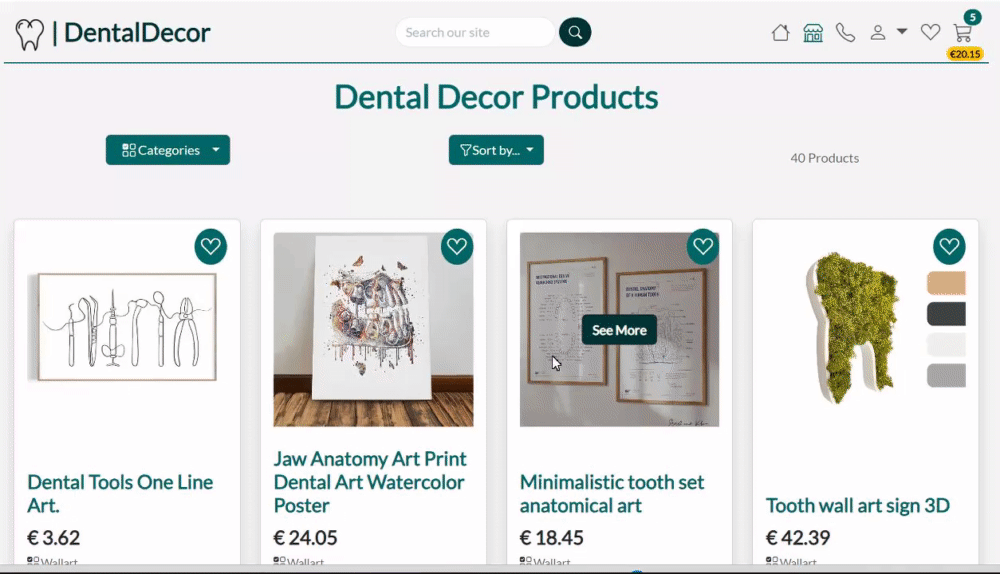 | DentalDecor
Search our site
5
€20.15
Dental Decor Products
Categories
Sort by...
40 Products
See More
Dental Tools One Line
Art.
€ 3.62
Wallart
Jaw Anatomy Art Print
Dental Art Watercolor
Poster
€ 24.05
Wallart
Minimalistic tooth set
anatomical art
€ 18.45
Wallart
Tooth wall art sign 3D
€ 42.39
Wallart